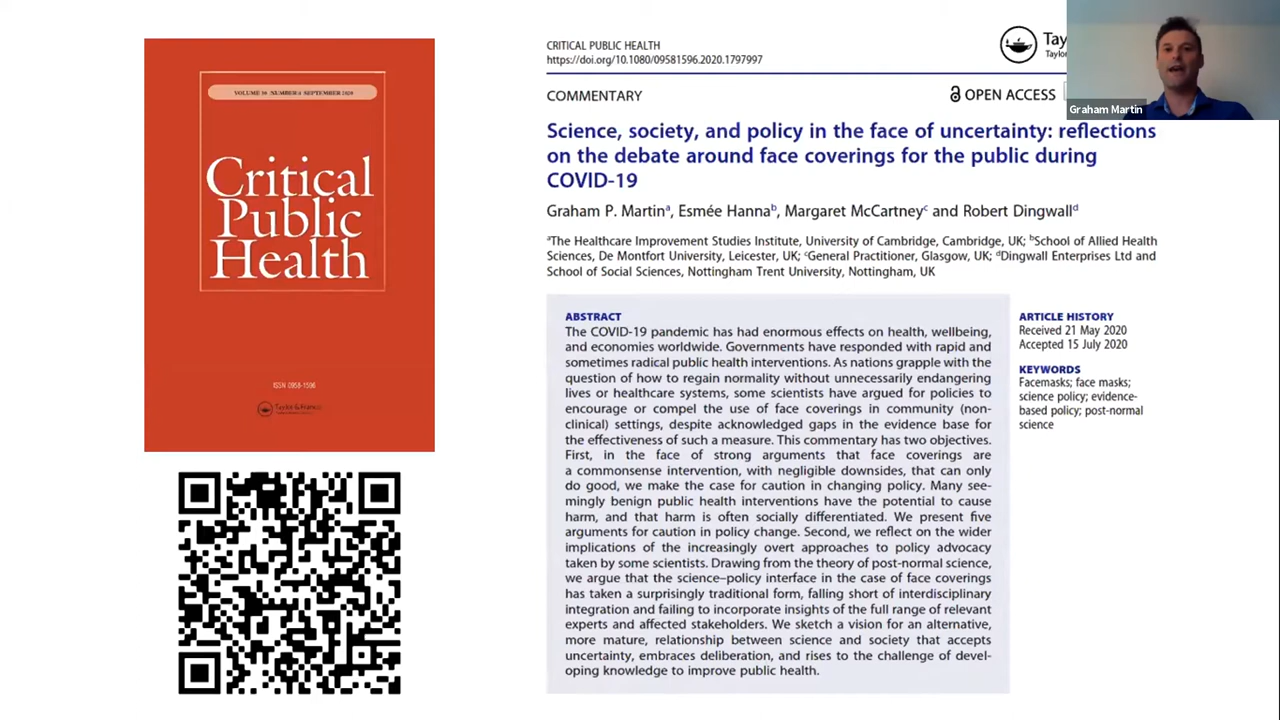 VOLUME 30 NUMBER 4 SEPTEMBER 2020
Critical
Public
Health
ISSN 0958-1596
Taylor & Francis
CRITICAL PUBLIC HEALTH
https://doi.org/10.1080/09581596.2020.1797997
COMMENTARY
OPEN ACCESS
Graham Martin
Science, society, and policy in the face of uncertainty: reflections
on the debate around face coverings for the public during
COVID-19
Graham P. Martinᵃ, Esmée Hannaᵇ, Margaret McCartneyᶜ and Robert Dingwallᵈ
ᵃThe Healthcare Improvement Studies Institute, University of Cambridge, Cambridge, UK; ᵇSchool of Allied Health
Sciences, De Montfort University, Leicester, UK; ᶜGeneral Practitioner, Glasgow, UK; ᵈDingwall Enterprises Ltd and
School of Social Sciences, Nottingham Trent University, Nottingham, UK
ABSTRACT
The COVID-19 pandemic has had enormous effects on health, wellbeing,
and economies worldwide. Governments have responded with rapid and
sometimes radical public health interventions. As nations grapple with the
question of how to regain normality without unnecessarily endangering
lives or healthcare systems, some scientists have argued for policies to
encourage or compel the use of face coverings in community (non-
clinical) settings, despite acknowledged gaps in the evidence base for
the effectiveness of such a measure. This commentary has two objectives.
First, in the face of strong arguments that face coverings are
a commonsense intervention, with negligible downsides, that can only
do good, we make the case for caution in changing policy. Many see-
mingly benign public health interventions have the potential to cause
harm, and that harm is often socially differentiated. We present five
arguments for caution in policy change. Second, we reflect on the wider
implications of the increasingly overt approaches to policy advocacy
taken by some scientists. Drawing from the theory of post-normal science,
we argue that the science–policy interface in the case of face coverings
has taken a surprisingly traditional form, falling short of interdisciplinary
integration and failing to incorporate insights of the full range of relevant
experts and affected stakeholders. We sketch a vision for an alternative,
more mature, relationship between science and society that accepts
uncertainty, embraces deliberation, and rises to the challenge of devel-
oping knowledge to improve public health.
ARTICLE HISTORY
Received 21 May 2020
Accepted 15 July 2020
KEYWORDS
Facemasks; face masks;
science policy; evidence-
based policy; post-normal
science